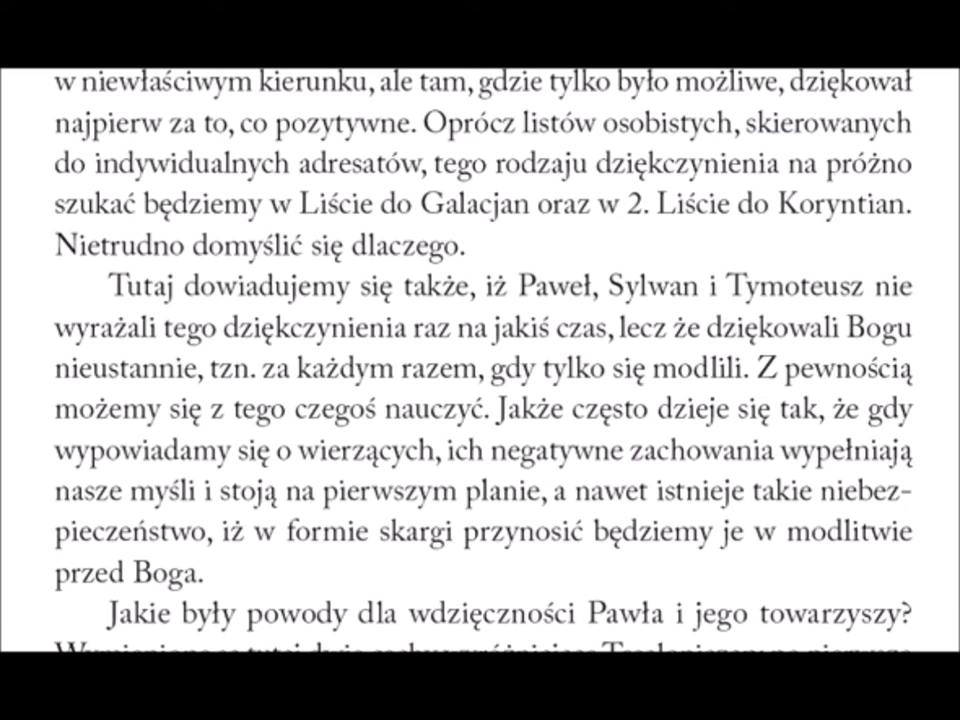 w niewłaściwym kierunku, ale tam, gdzie tylko było możliwe, dziękował
najpierw za to, co pozytywne. Oprócz listów osobistych, skierowanych
do indywidualnych adresatów, tego rodzaju dziękczynienia na próżno
szukać będziemy w Liście do Galacjan oraz w 2. Liście do Koryntian.
Nietrudno domyślić się dlaczego.
Tutaj dowiadujemy się także, iż Paweł, Sylwan i Tymoteusz nie
wyrażali tego dziękczynienia raz na jakiś czas, lecz że dziękowali Bogu
nieustannie, tzn. za każdym razem, gdy tylko się modlili. Z pewnością
możemy się z tego czegoś nauczyć. Jakże często dzieje się tak, że gdy
wypowiadamy się o wierzących, ich negatywne zachowania wypełniają
nasze myśli i stoją na pierwszym planie, a nawet istnieje takie niebez-
pieczeństwo, iż w formie skargi przynosić będziemy je w modlitwie
przed Boga.
Jakie były powody dla wdzięczności Pawła i jego towarzyszy?